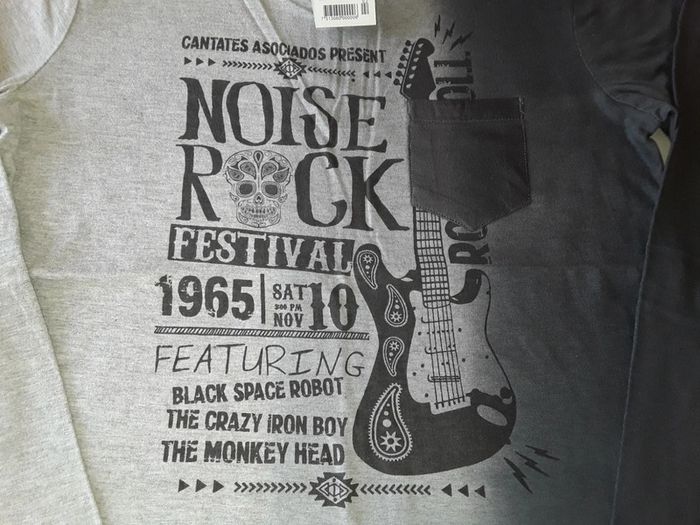 CANTATES ASOCIADOS PRESENT
NOISE
ROCK
FESTIVAL
1965 SAT 10
NOV
FEATURING
BLACK SPACE ROBOT
THE CRAZY IRON BOY
THE MONKEY HEAD